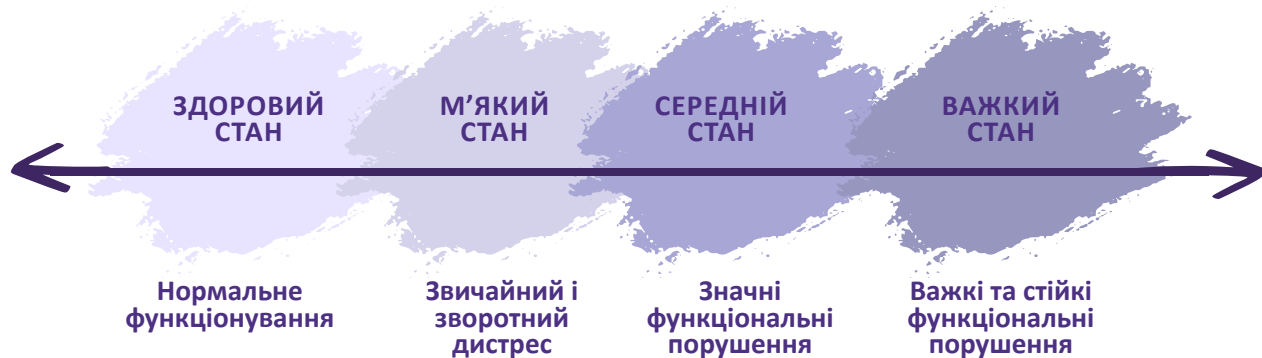 ЗДОРОВИЙ
СТАН
М’ЯКИЙ
СТАН
СЕРЕДНІЙ
СТАН
ВАЖКИЙ
СТАН
Нормальне
функціонування
Звичайний і
зворотний
дистрес
Значні
функціональні
порушення
Важкі та стійкі
функціональні
порушення